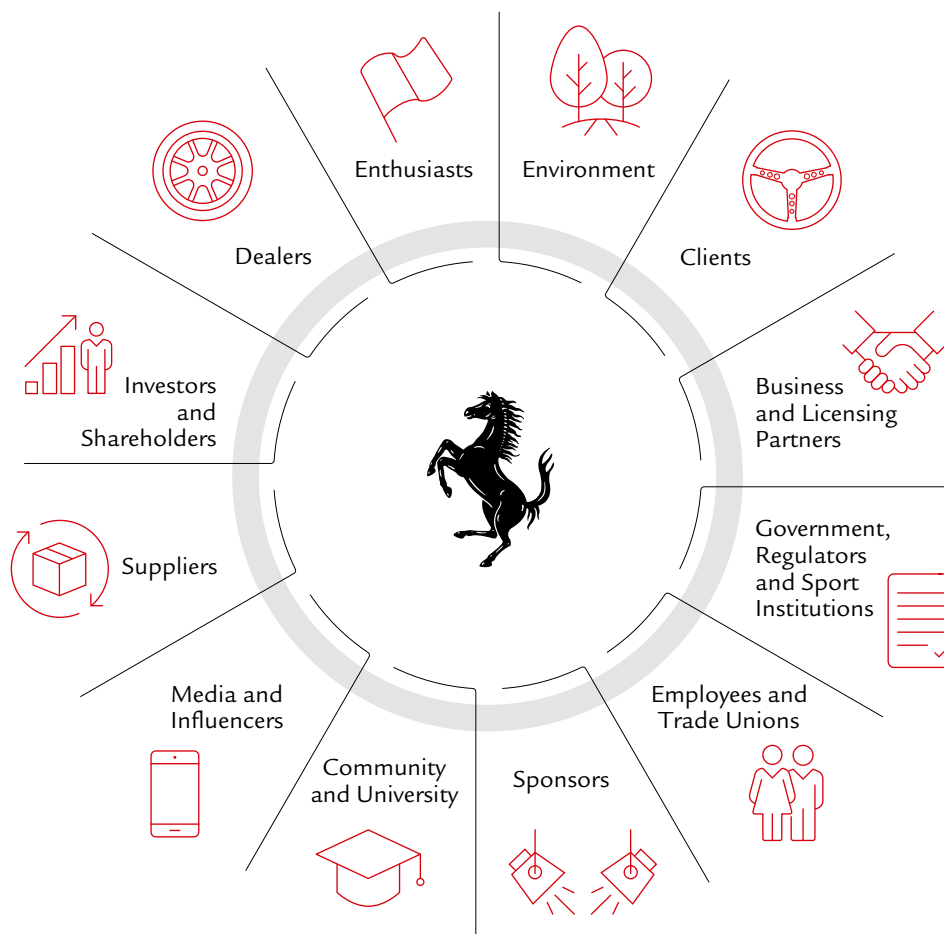 Enthusiasts
Environment
Dealers
Clients
Investors
and
Shareholders
Business
and Licensing
Partners
Suppliers
Government,
Regulators
and Sport
Institutions
Media and
Influencers
Employees and
Trade Unions
Community
and University
Sponsors